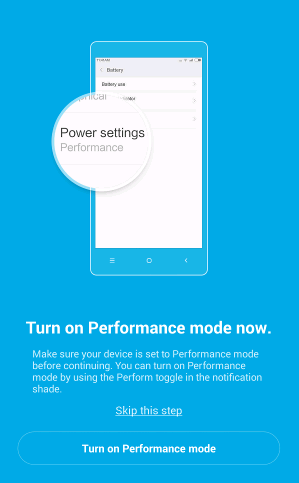 Battery
Battery use
Power settings
Performance
Turn on Performance mode now.
Make sure your device is set to Performance mode
before continuing. You can turn on Performance
mode by using the Perform toggle in the notification
shade.
Skip this step
Turn on Performance mode